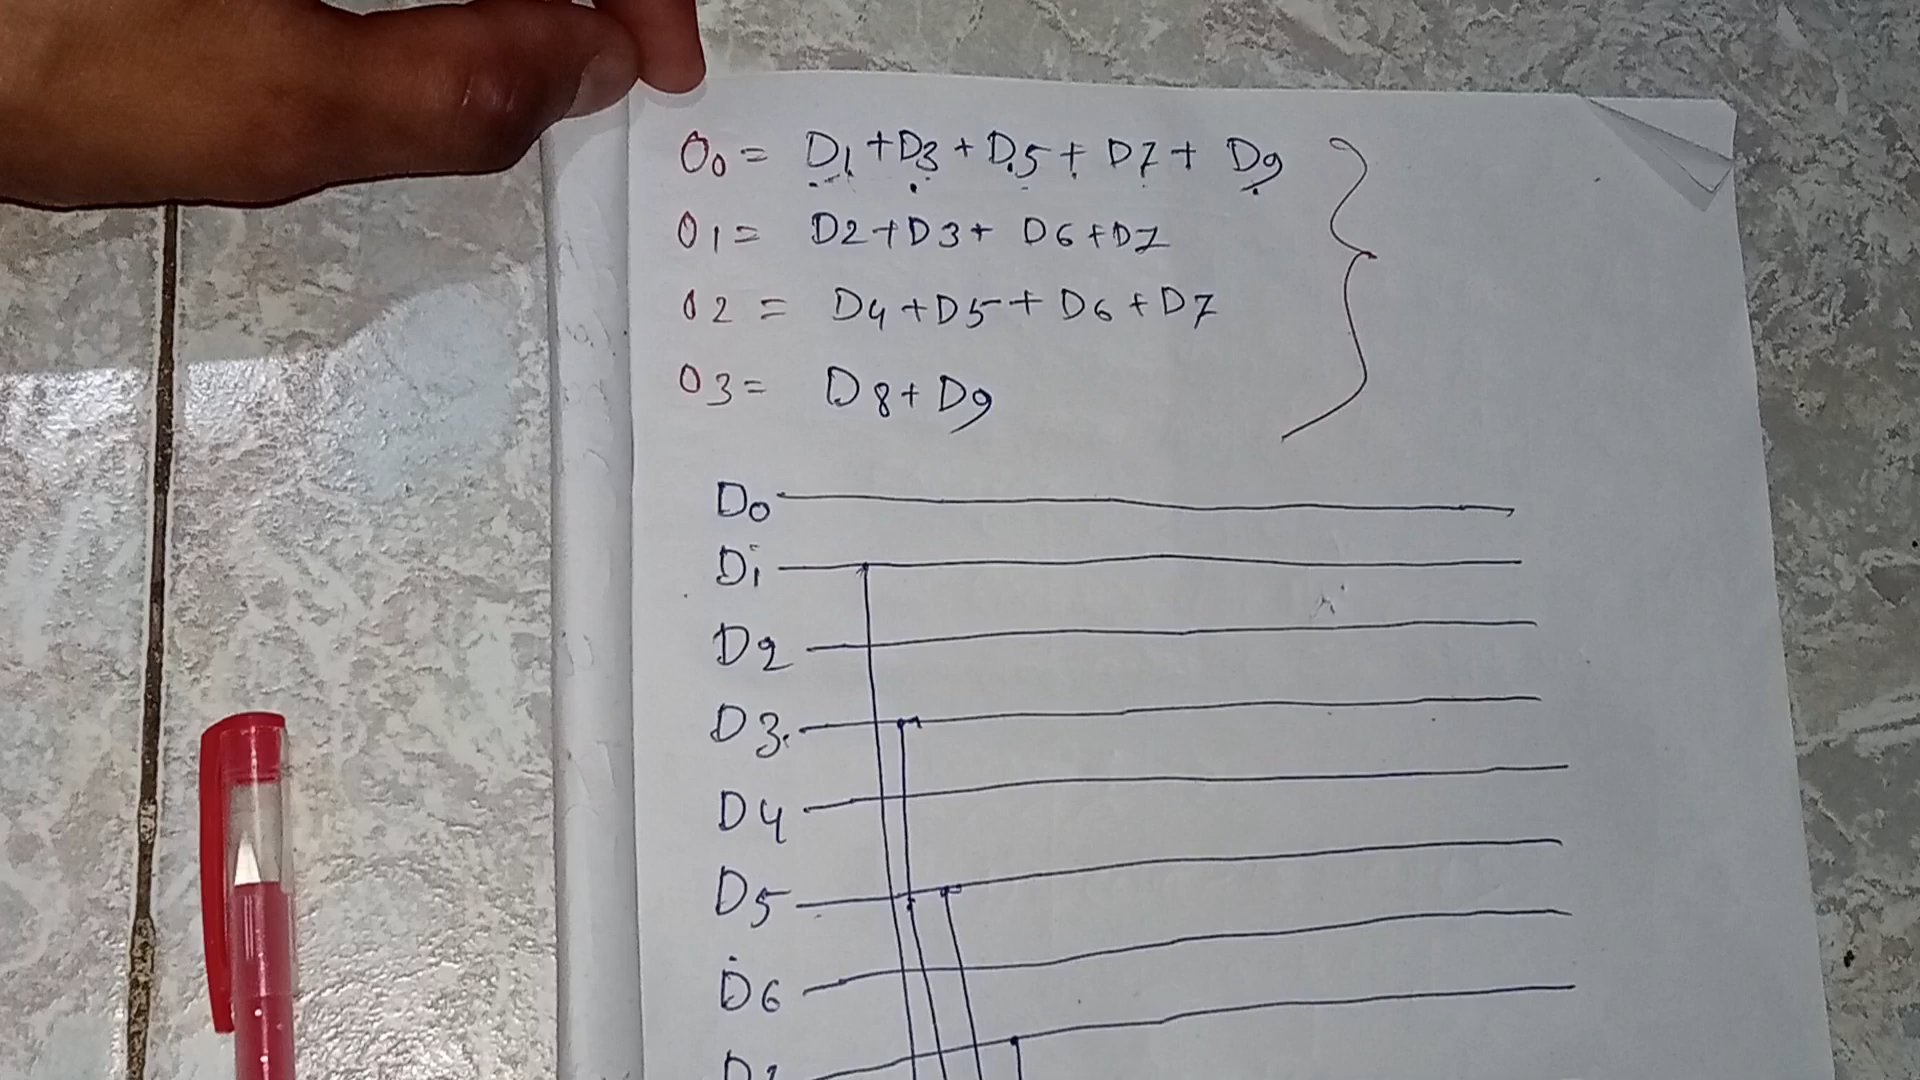 O0 = D1 + D3 + D5 + D7 + D9
O1 = D2 + D3 + D6 + D7
O2 = D4 + D5 + D6 + D7
O3 = D8 + D9
D0
D1
D2
D3
D4
D5
D6